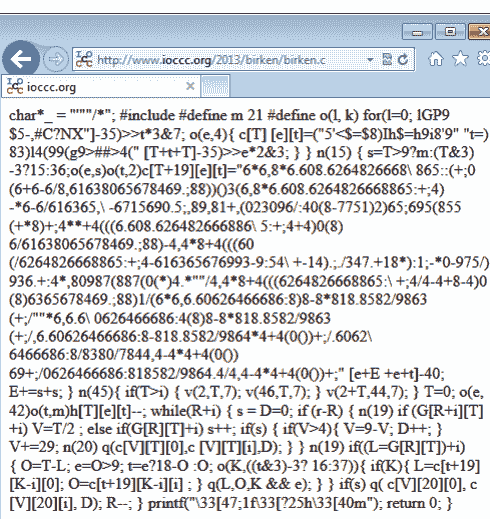 http://www.ioccc.org/2013/birken/birken.c
ioccc.org
char*_ = "'""/*"; #include #define m 21 #define o(l, k) for(l=0; lGP9
$5-,#C?NX"]-35)>>t*3&7; o(e,4){ c[T] [e][t]=("5'<$=$8)Ih$=h9i8'9" "t=)
83)l4(99(g9>##>4(" [T+t+T]-35)>>e*2&3; } } n(15) { s=T>9?m:(T&3)
-3?15:36;o(e,s)o(t,2)c[T+19][e][t]="6*6,8*6.608.6264826668\ 865::(+;0
(6+6-6/8,61638065678469.;88))()3(6,8*6.608.6264826668865:+;4)
-*6-6/616365,\ -6715690.5;,89,81+,(023096/:40(8-7751)2)65;695(855
(+*8)+;4**+4(((6.608.626482666886\ 5:+;4+4)0(8)
6/61638065678469.;88)-4,4*8+4(((60
(/6264826668865:+;4-616365676993-9:54\ +-14).;./347.+18*):1;-*0-975/)
936.+:4*,80987(887(0(*)4.*""/4,4*8+4(((6264826668865:\ +;4/4-4+8-4)0
(8)6365678469.;88)1/(6*6,6.60626466686:8)8-8*818.8582/9863
(+;/""*6,6.6\ 0626466686:4(8)8-8*818.8582/9863
(+;/,6.60626466686:8-818.8582/9864*4+4(0())+;/.6062\
6466686:8/8380/7844,4-4*4+4(0())
69+;/0626466686:818582/9864.4/4,4-4*4+4(0())+;" [e+E +e+t]-40;
E+=s+s; } n(45){ if(T>i) { v(2,T,7); v(46,T,7); } v(2+T,44,7); } T=0; o(e,
42)o(t,m)h[T][e][t]--; while(R+i) { s = D=0; if (r-R) { n(19) if (G[R+i][T]
+i) V=T/2 ; else if(G[R][T]+i) s++; if(s) { if(V>4){ V=9-V; D++; }
V+=29; n(20) q(c[V][T][0],c [V][T][i],D); } } n(19) if((L=G[R][T])+i)
{ O=T-L; e=O>9; t=e?18-O :O; o(K,((t&3)-3? 16:37)){ if(K){ L=c[t+19]
[K-i][0]; O=c[t+19][K-i][i] ; } q(L,O,K && e); } } if(s) q( c[V][20][0], c
[V][20][i], D); R--; } printf("\33[47;1f\33[?25h\33[40m"); return 0; }